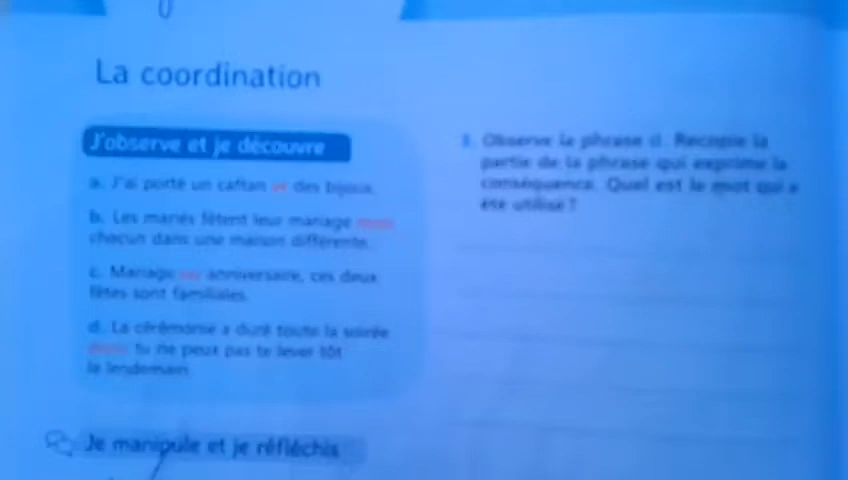 La coordination
J'observe et je découvre
a. J'ai porté un caftan et des bijoux.
b. Les mariés fêtent leur mariage
chacun dans une maison différente.
c. Mariage anniversaire, ces deux
fêtes sont familiales.
d. La cérémonie a duré toute la soirée
tu ne peux pas te lever tôt
le lendemain.
Je manipule et je réfléchis
Observe la phrase d. Recopie la
partie de la phrase qui exprime la
conséquence. Quel est le mot qui a
été utilisé ?